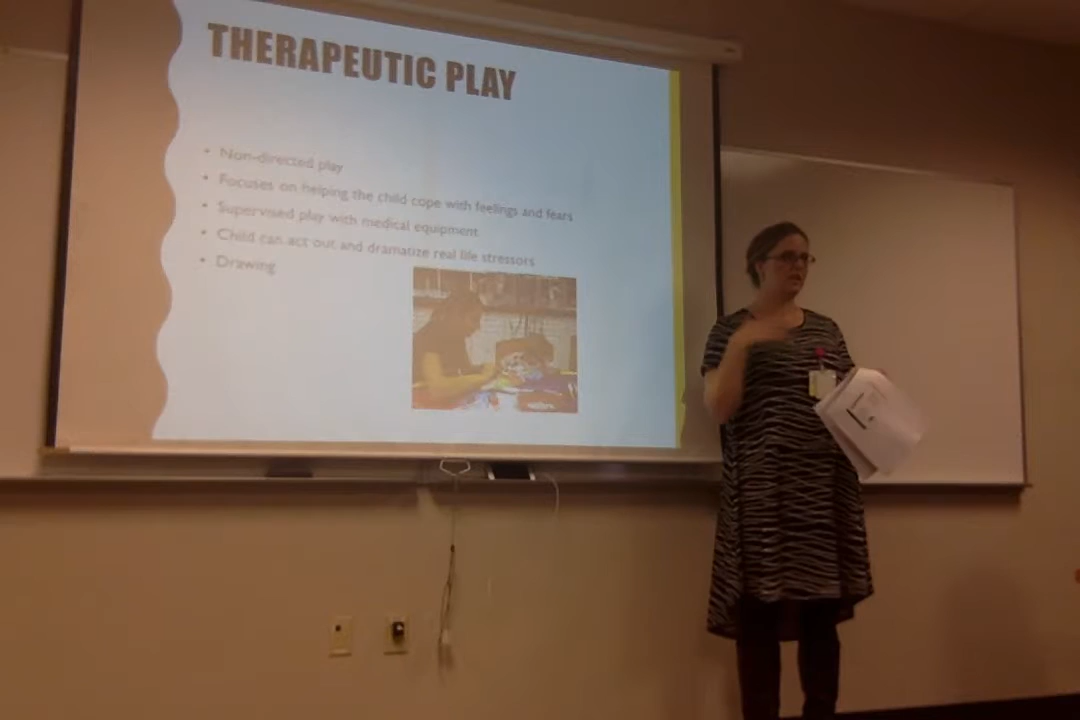 THERAPEUTIC PLAY
• Non-directed play
• Focuses on helping the child cope with feelings and fears
• Supervised play with medical equipment
• Child can act out and dramatize real life stressors
• Drawing